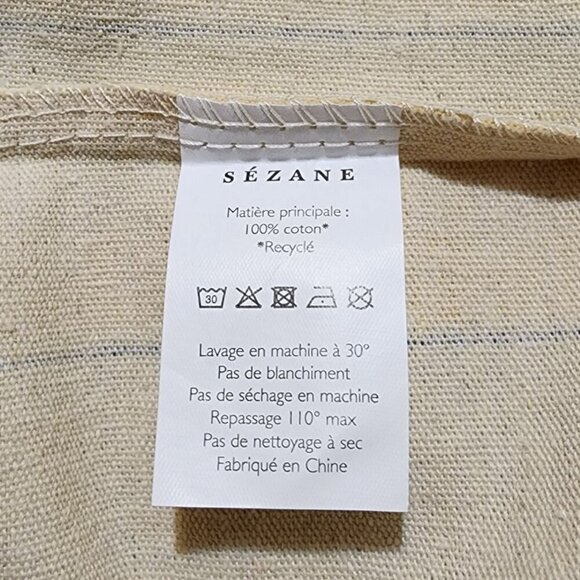 SÉZANE
Matière principale :
100% coton*
*Recyclé
30
Lavage en machine à 30°
Pas de blanchiment
Pas de séchage en machine
Repassage 110° max
Pas de nettoyage à sec
Fabriqué en Chine